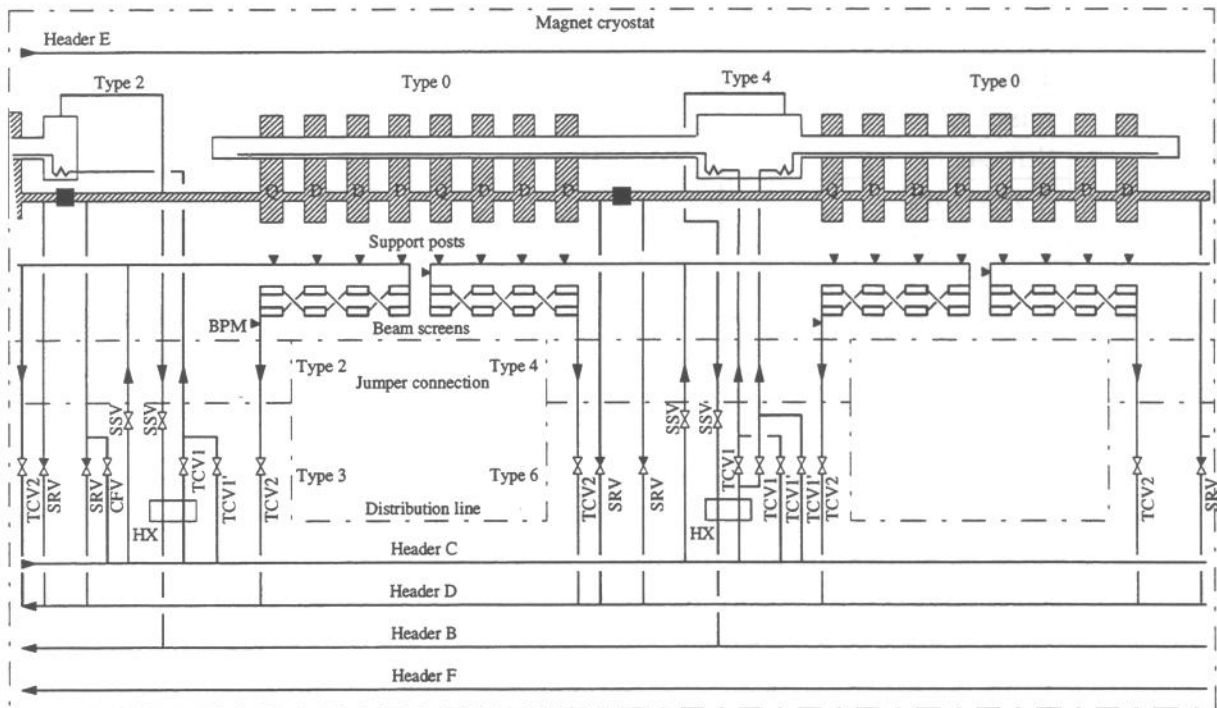 Magnet cryostat
Header E
Type 2
Type 0
Type 4
Type 0
Q D D D Q D D D
Q D D D Q D D D
Support posts
BPM
Beam screens
Type 2
Type 4
Jumper connection
SSV
SSV
SSV
SSV
Type 3
Type 6
TCV2
SRV
SRV
CFV
TCV1
TCV1'
TCV2
TCV2
SRV
SRV
TCV1
TCV1
TCV1'
TCV1'
TCV2
TCV2
SRV
Distribution line
HX
HX
Header C
Header D
Header B
Header F